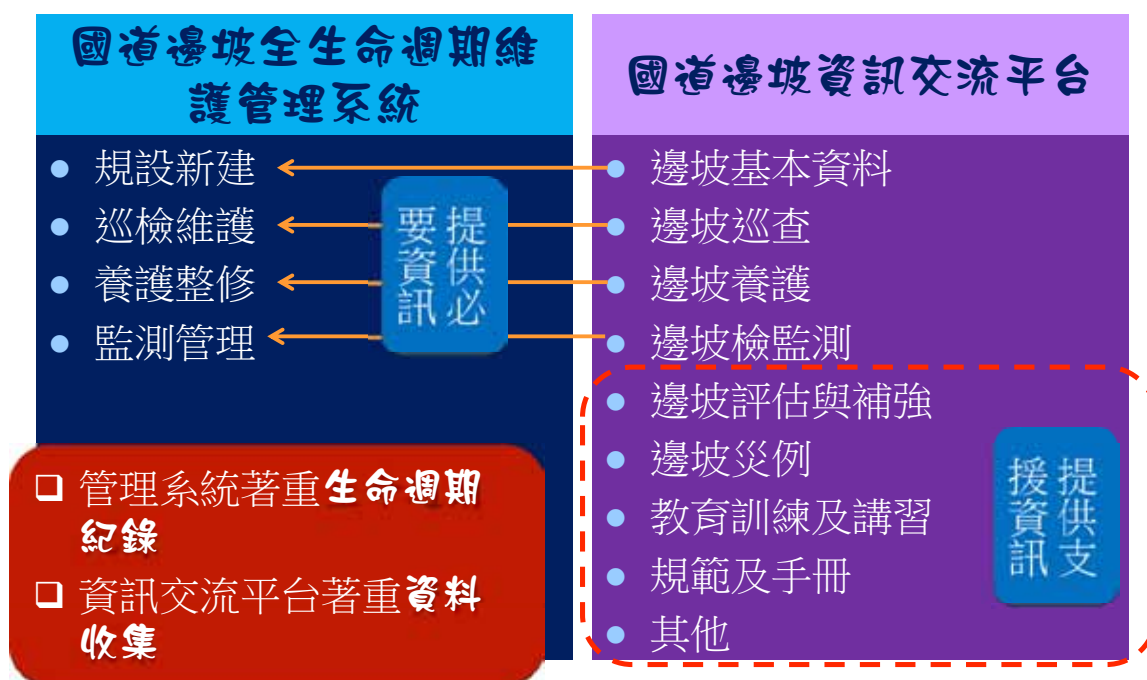 國道邊坡全生命週期維
護管理系統
規設新建
巡檢維護
養護整修
監測管理
提供必
要資訊
管理系統著重生命週期
紀錄
資訊交流平台著重資料
收集
國道邊坡資訊交流平台
邊坡基本資料
邊坡巡查
邊坡養護
邊坡檢監測
邊坡評估與補強
邊坡災例
教育訓練及講習
規範及手冊
其他
提供支
援資訊